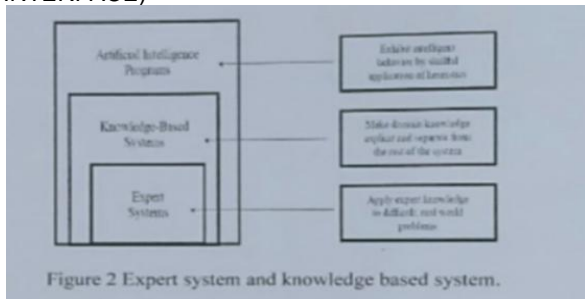 Artificial Intelligence
Programs
Exhibit intelligent
behavior by skillful
application of heuristics
Knowledge-Based
Systems
Make domain knowledge
explicit and separate from
the rest of the system
Expert
Systems
Apply expert knowledge
to difficult, real world
problems
Figure 2 Expert system and knowledge based system.